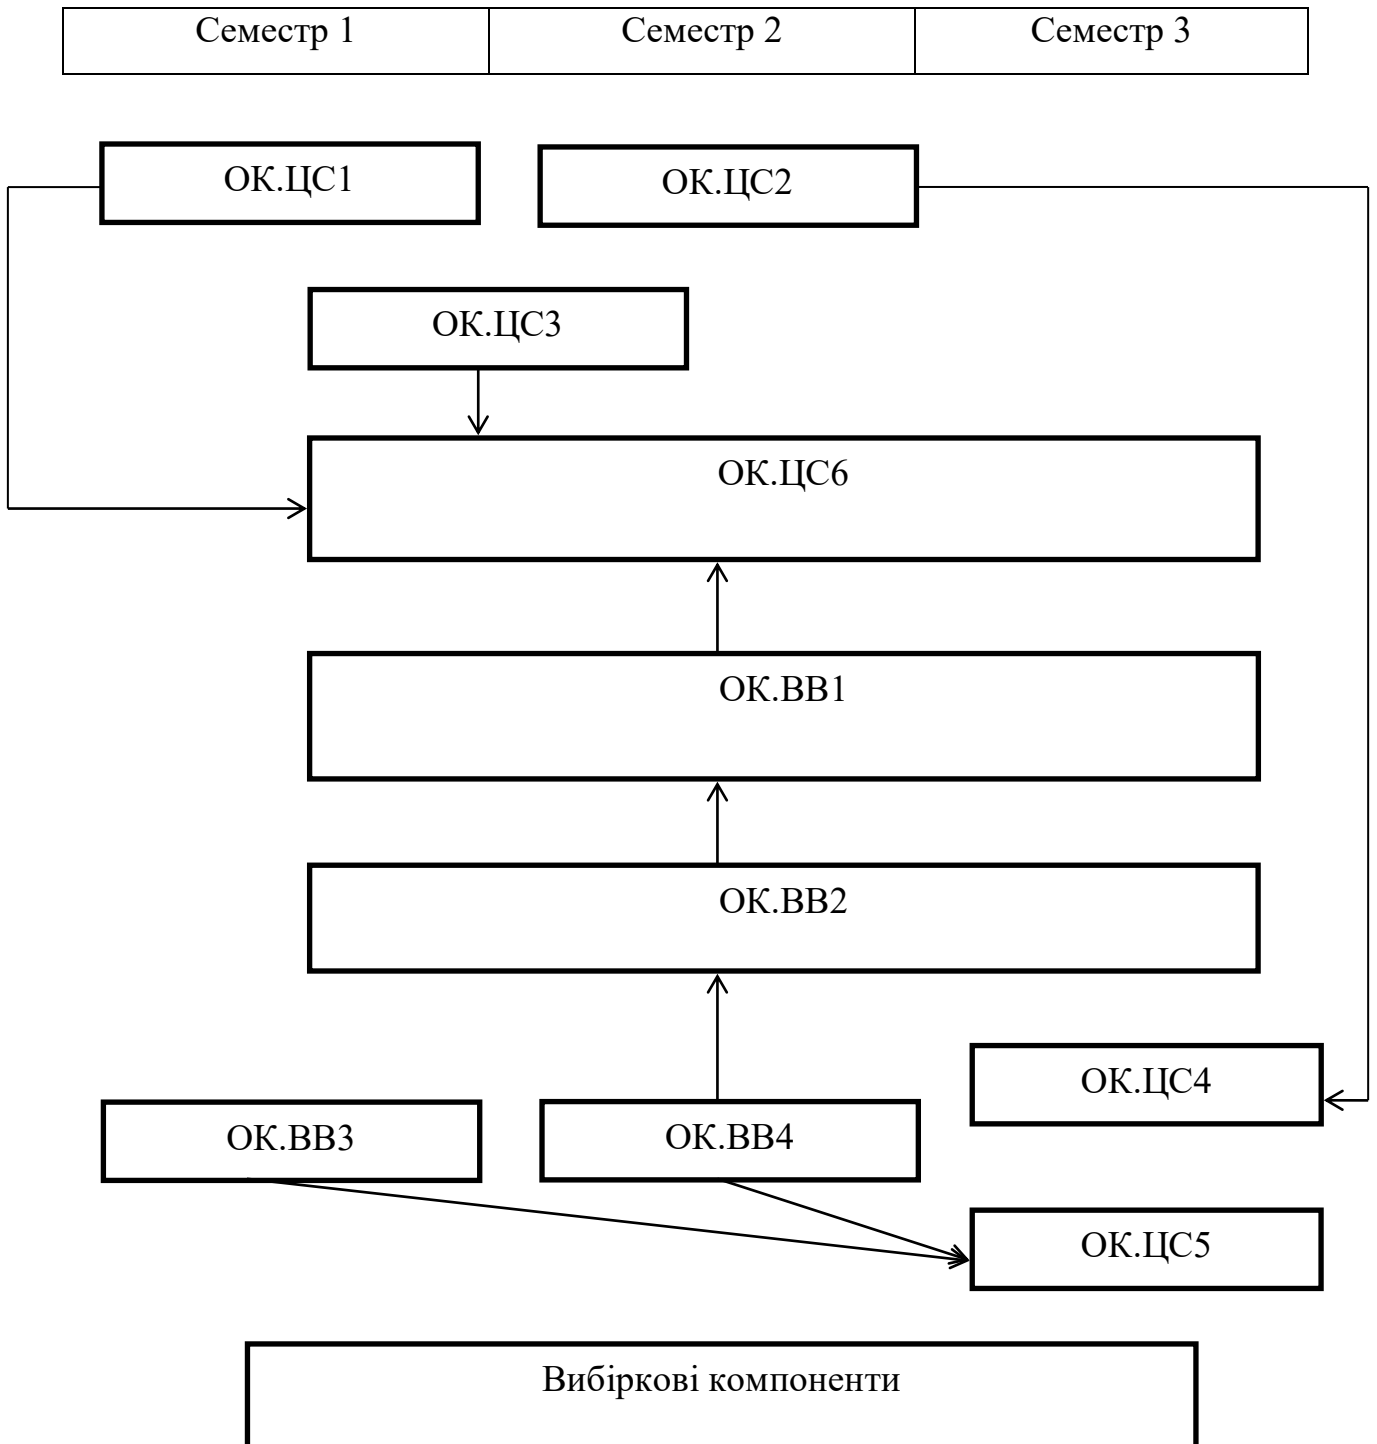 Семестр 1 Семестр 2 Семестр 3
ОК.ЦС1 ОК.ЦС2
ОК.ЦС3
ОК.ЦС6
ОК.ВВ1
ОК.ВВ2
ОК.ЦС4
ОК.ВВ3 ОК.ВВ4
ОК.ЦС5
Вибіркові компоненти